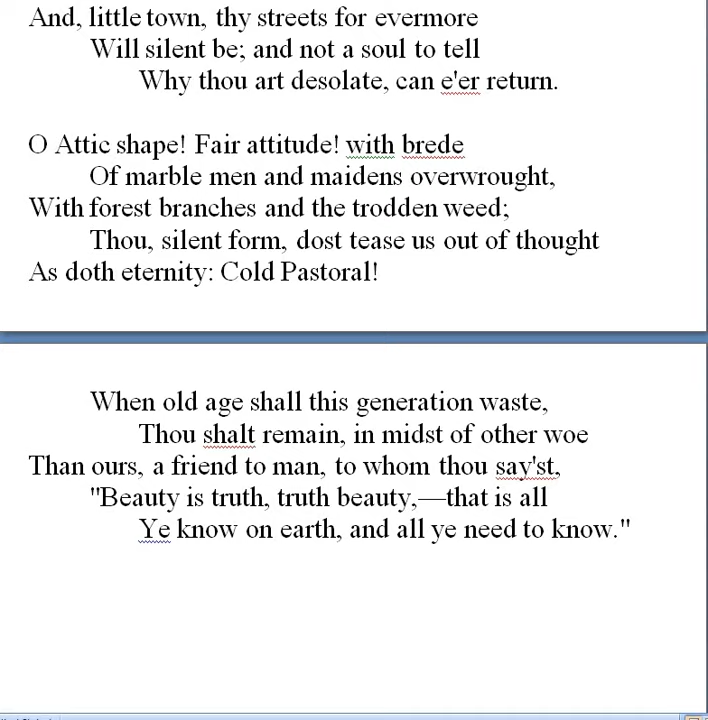 And, little town, thy streets for evermore
Will silent be; and not a soul to tell
Why thou art desolate, can e'er return.
O Attic shape! Fair attitude! with brede
Of marble men and maidens overwrought,
With forest branches and the trodden weed;
Thou, silent form, dost tease us out of thought
As doth eternity: Cold Pastoral!
When old age shall this generation waste,
Thou shalt remain, in midst of other woe
Than ours, a friend to man, to whom thou say'st,
"Beauty is truth, truth beauty,—that is all
Ye know on earth, and all ye need to know."